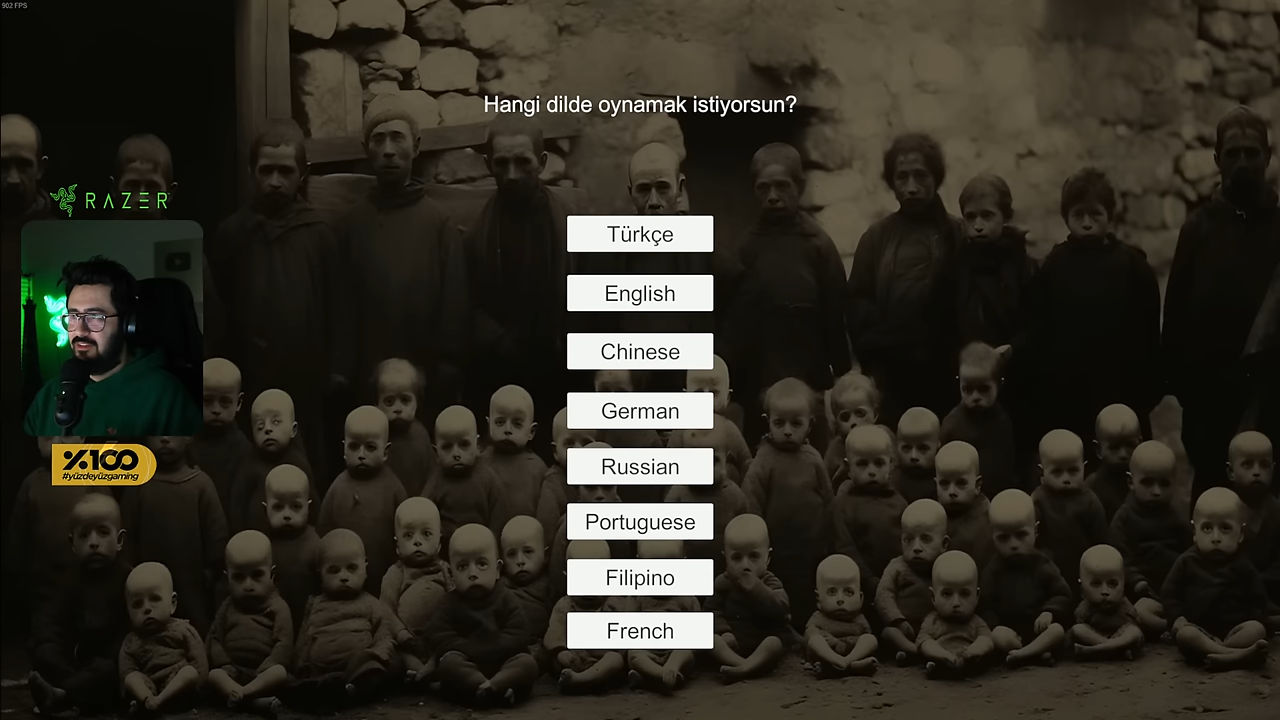 902 FPS
Hangi dilde oynamak istiyorsun?
RAZER
Türkçe
English
Chinese
German
Russian
Portuguese
Filipino
French
%100
#yüzdeyüzgaming